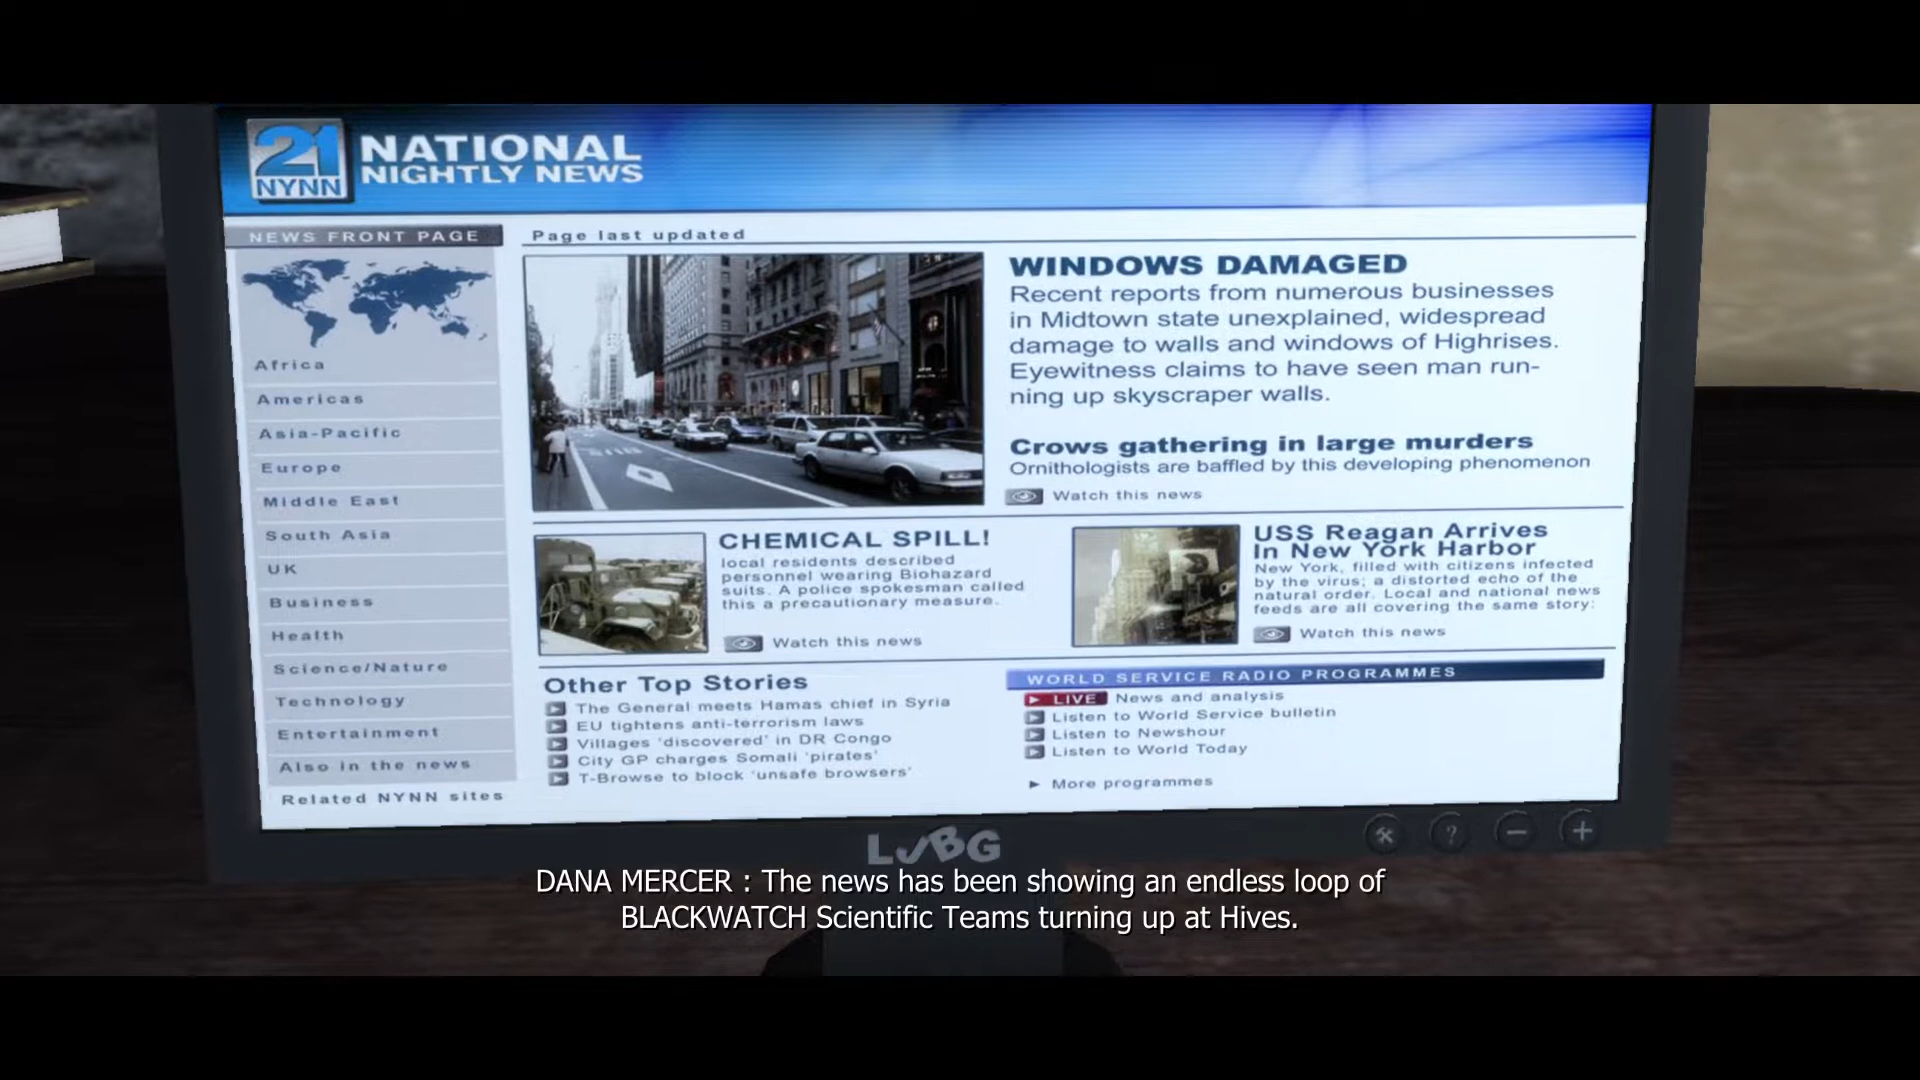 21
NYNN
NATIONAL
NIGHTLY NEWS
NEWS FRONT PAGE
Africa
Americas
Asia-Pacific
Europe
Middle East
South Asia
UK
Business
Health
Science/Nature
Technology
Entertainment
Also in the news
Related NYNN sites
Page last updated
WINDOWS DAMAGED
Recent reports from numerous businesses
in Midtown state unexplained, widespread
damage to walls and windows of Highrises.
Eyewitness claims to have seen man run-
ning up skyscraper walls.
Crows gathering in large murders
Ornithologists are baffled by this developing phenomenon
Watch this news
CHEMICAL SPILL!
local residents described
personnel wearing Biohazard
suits. A police spokesman called
this a precautionary measure.
Watch this news
USS Reagan Arrives
In New York Harbor
New York, filled with citizens infected
by the virus; a distorted echo of the
natural order. Local and national news
feeds are all covering the same story:
Watch this news
Other Top Stories
The General meets Hamas chief in Syria
EU tightens anti-terrorism laws
Villages 'discovered' in DR Congo
City GP charges Somali 'pirates'
T-Browse to block 'unsafe browsers'
WORLD SERVICE RADIO PROGRAMMES
LIVE News and analysis
Listen to World Service bulletin
Listen to Newshour
Listen to World Today
More programmes
DANA MERCER : The news has been showing an endless loop of
BLACKWATCH Scientific Teams turning up at Hives.